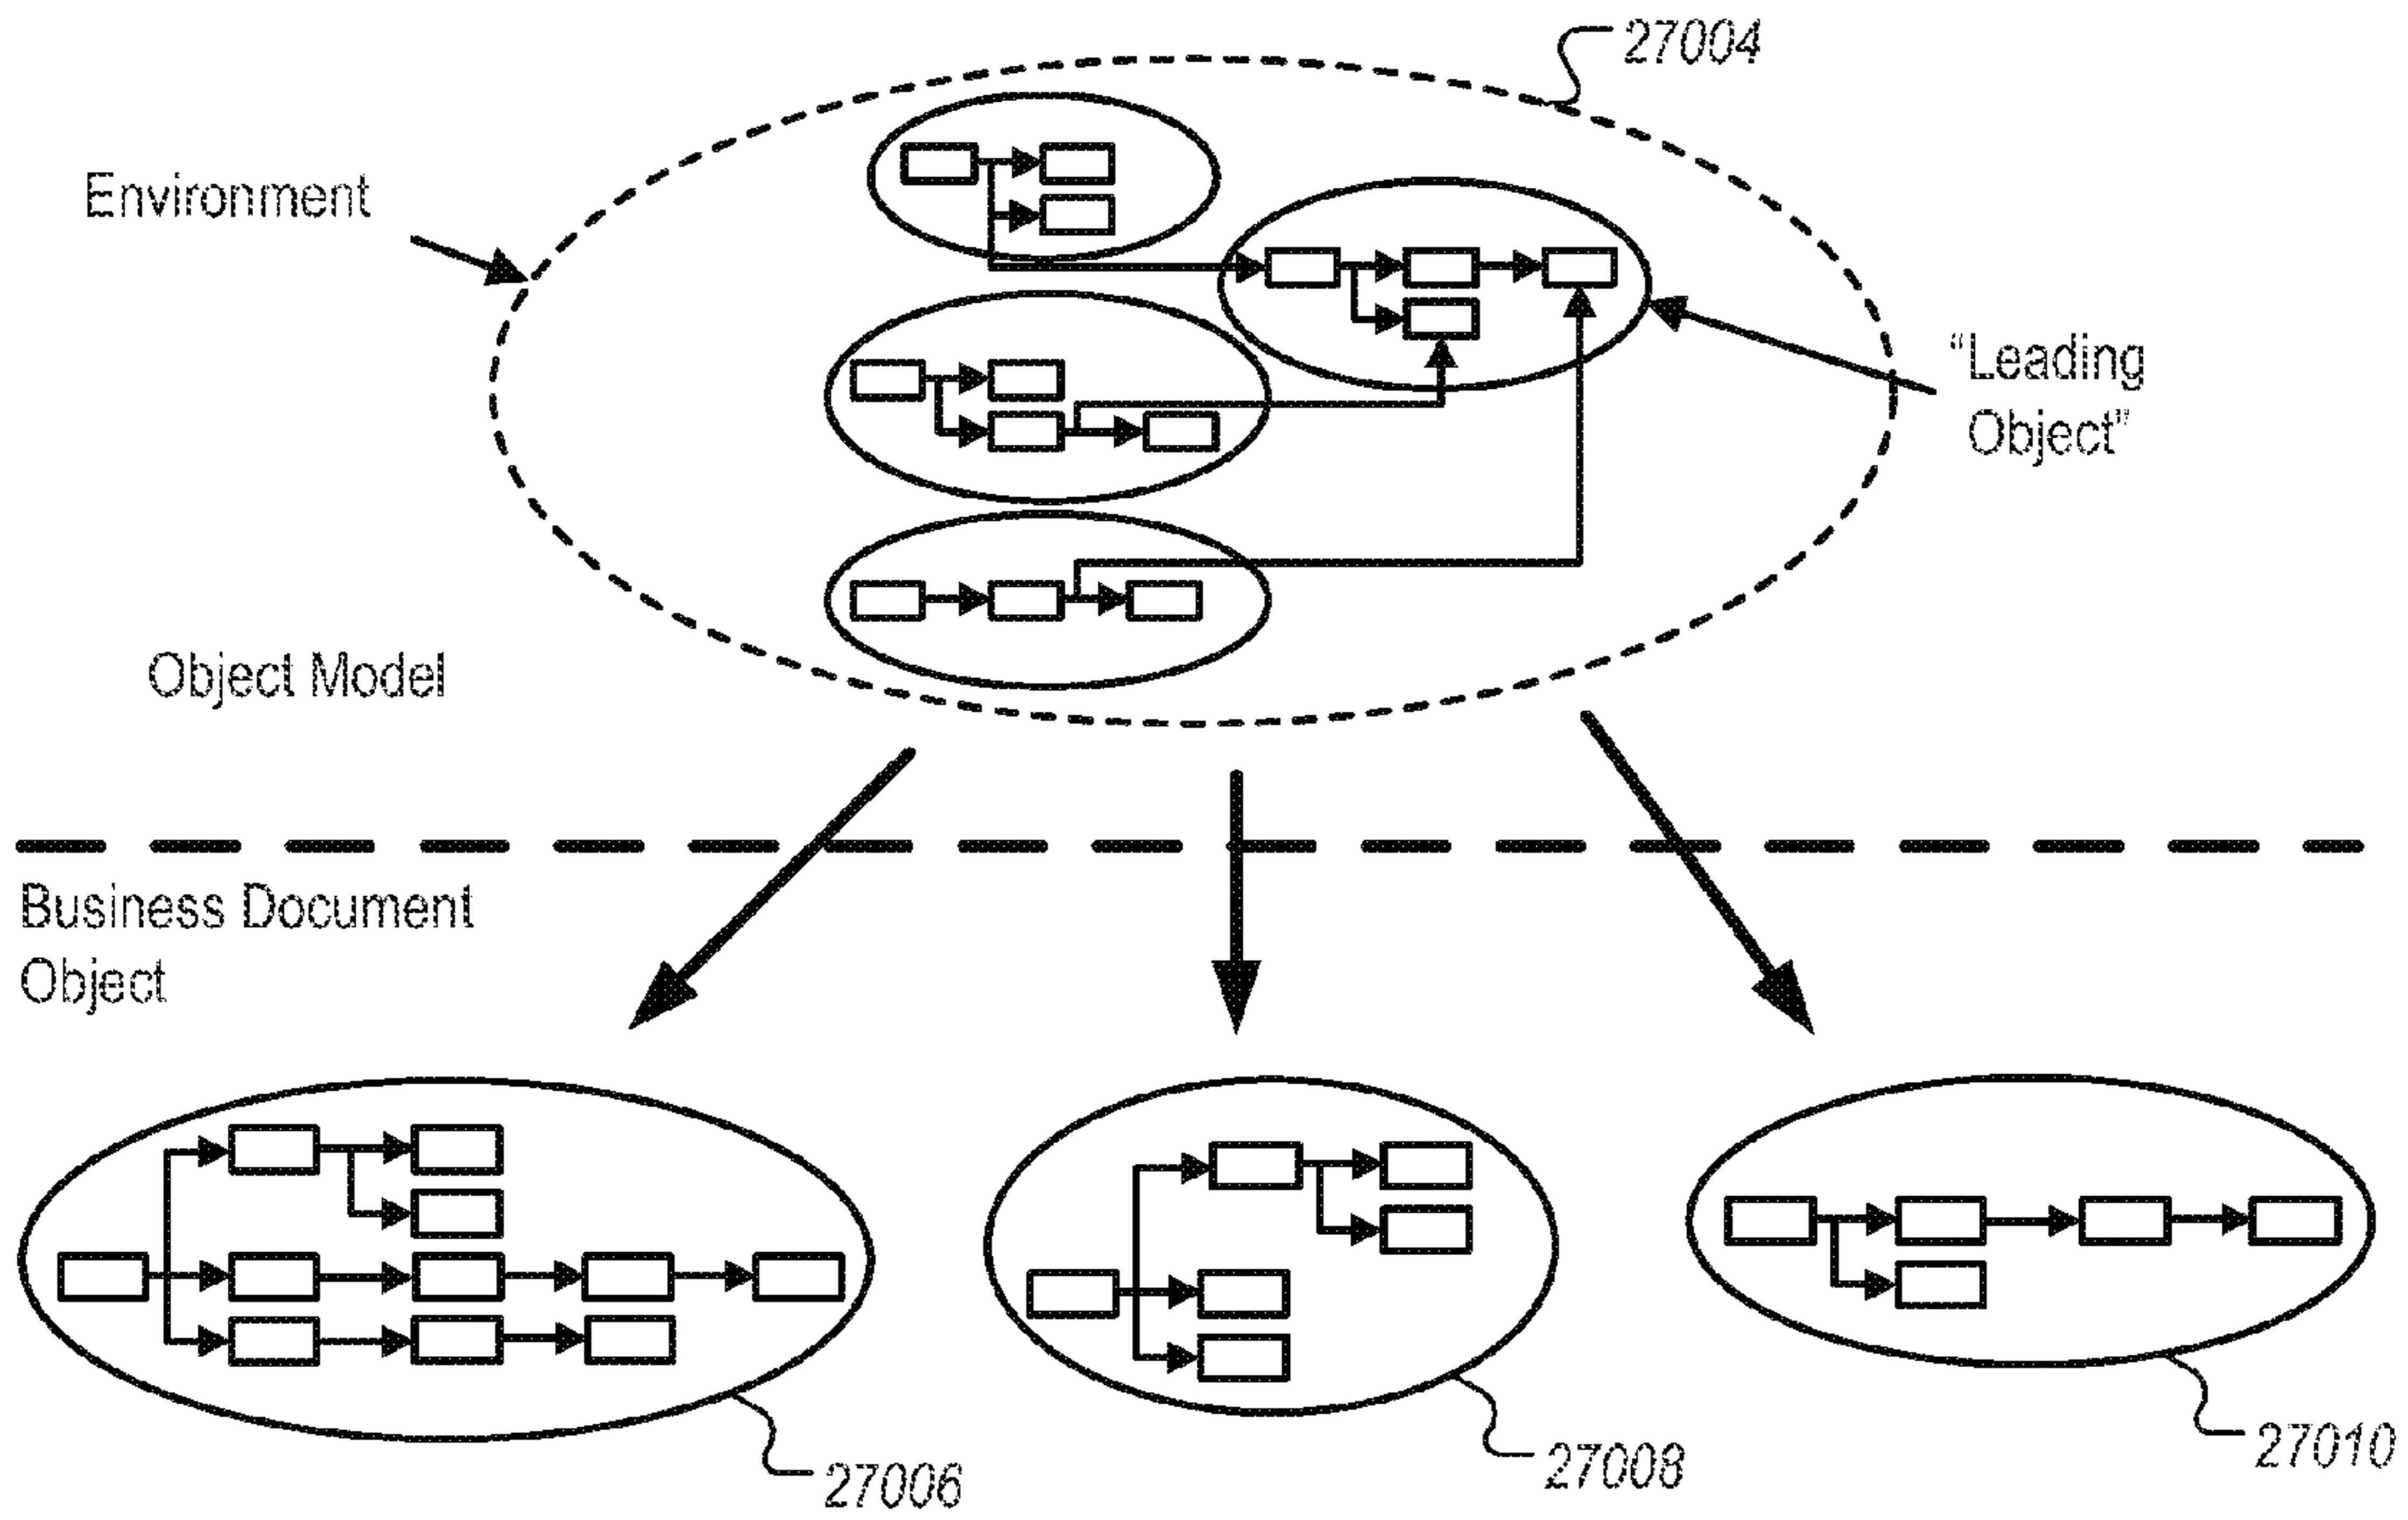 27004
Environment
“Leading
Object”
Object Model
Business Document
Object
27006
27008
27010